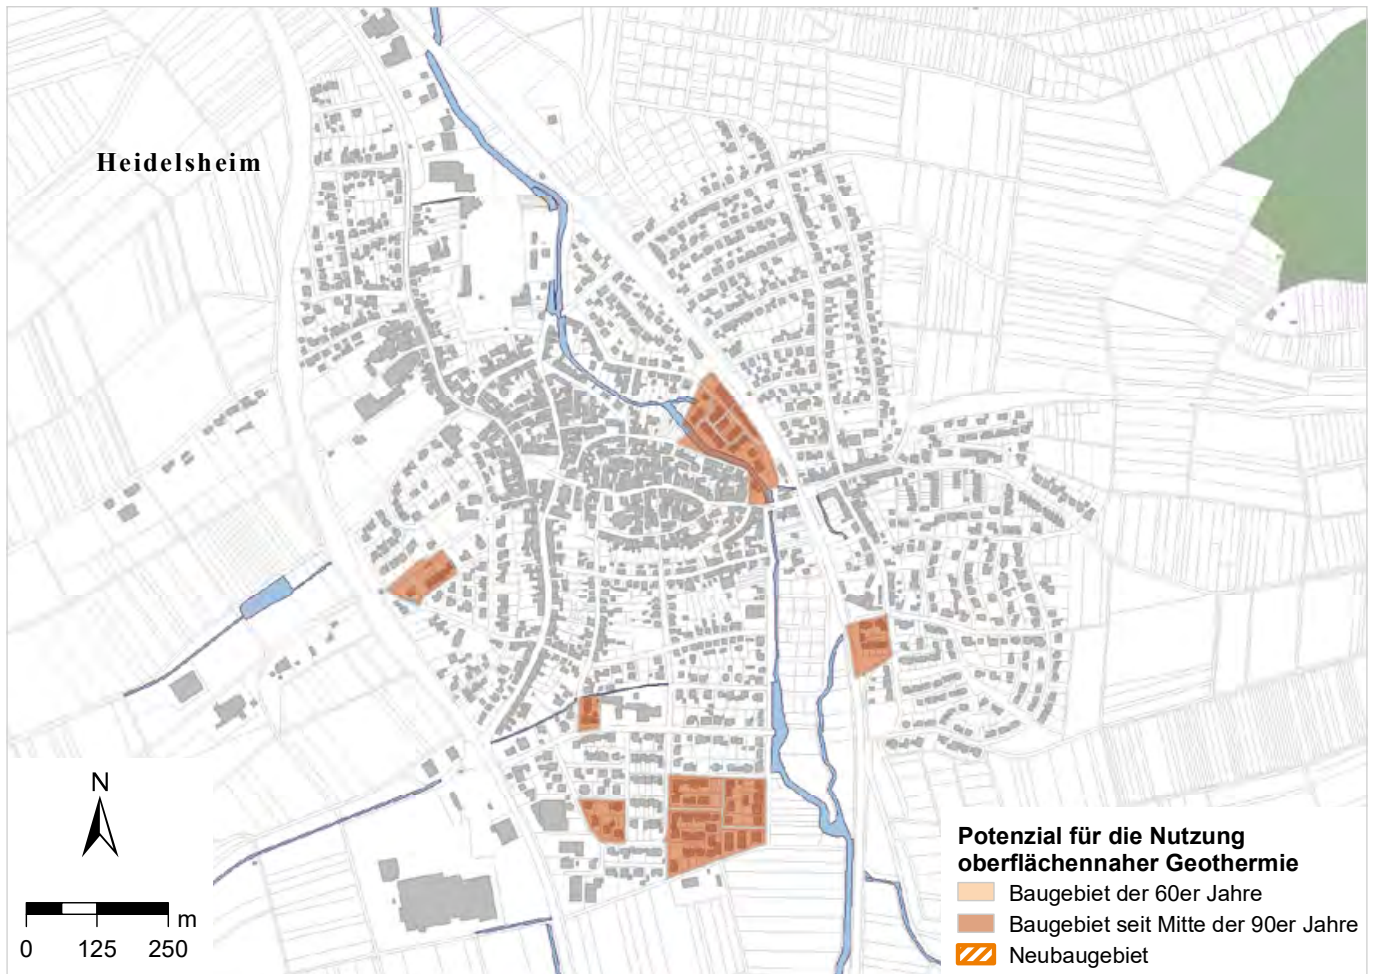 Heidelsheim
N
m
0 125 250
Potenzial für die Nutzung
oberflächennaher Geothermie
Baugebiet der 60er Jahre
Baugebiet seit Mitte der 90er Jahre
Neubaugebiet